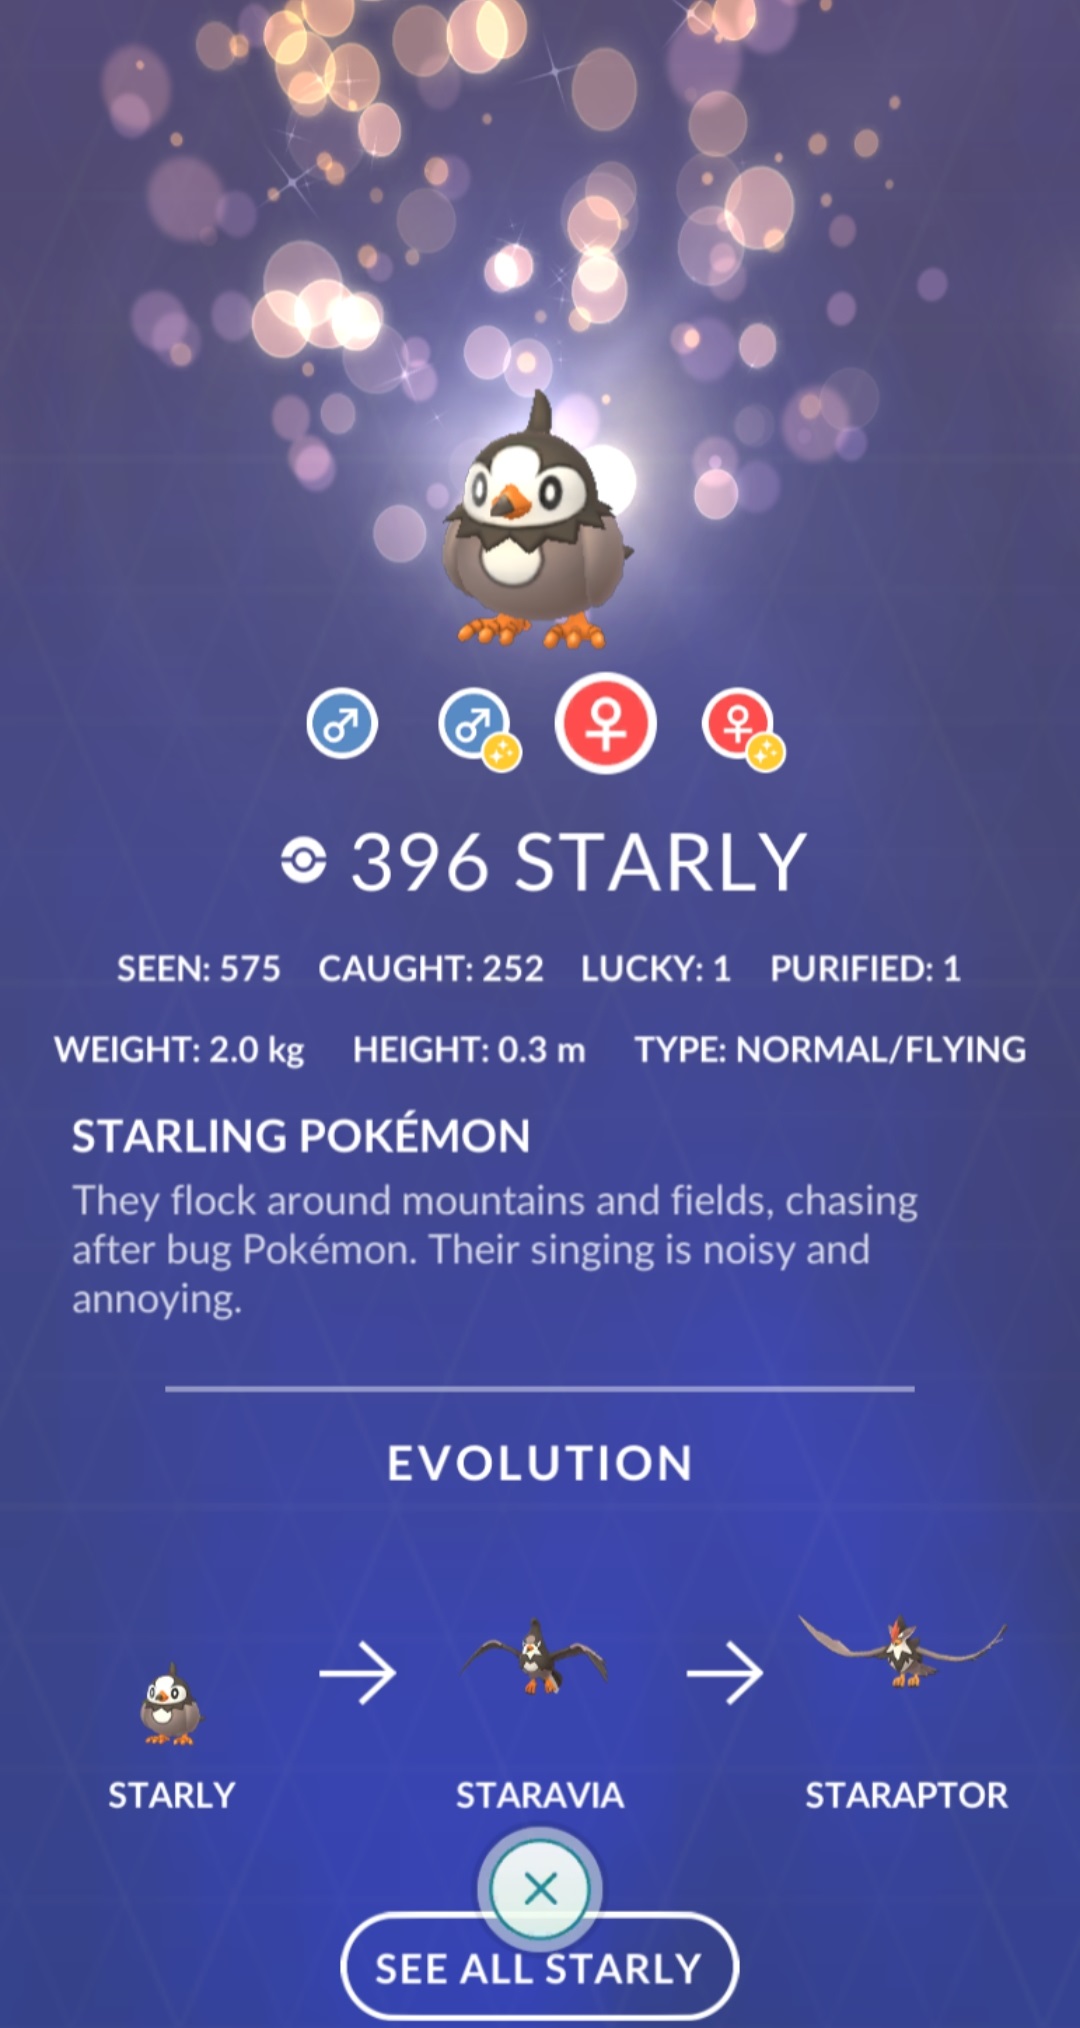 396 STARLY
SEEN: 575 CAUGHT: 252 LUCKY: 1 PURIFIED: 1
WEIGHT: 2.0 kg HEIGHT: 0.3 m TYPE: NORMAL/FLYING
STARLING POKÉMON
They flock around mountains and fields, chasing
after bug Pokémon. Their singing is noisy and
annoying.
EVOLUTION
STARLY STARAVIA STARAPTOR
SEE ALL STARLY